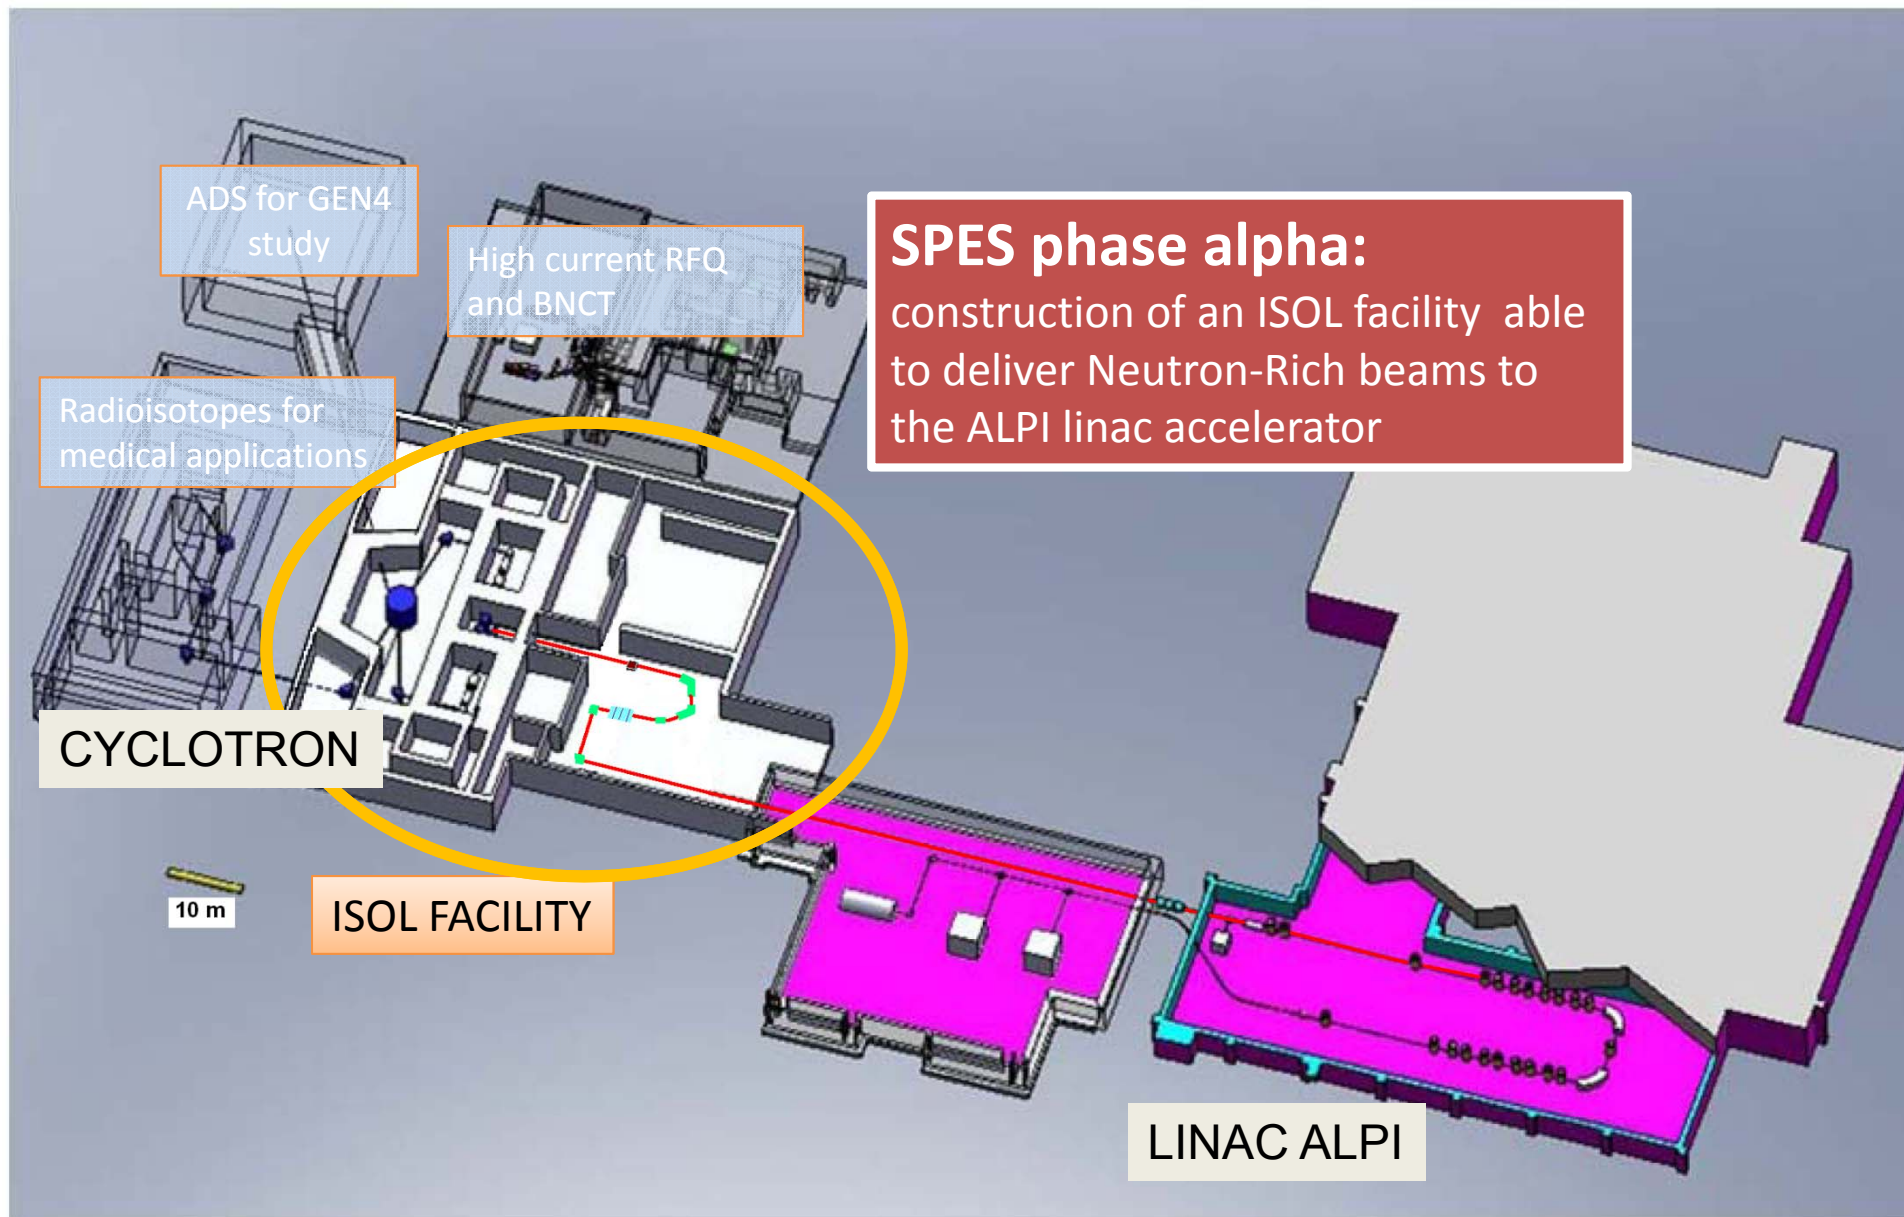 ADS for GEN4
study
High current RFQ
and BNCT
SPES phase alpha:
construction of an ISOL facility able
to deliver Neutron-Rich beams to
the ALPI linac accelerator
Radioisotopes for
medical applications
CYCLOTRON
10 m
ISOL FACILITY
LINAC ALPI